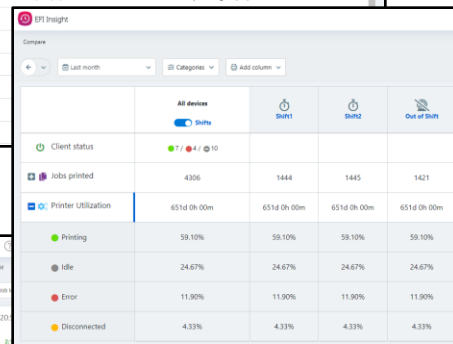 EFI Insight
Compare
Last month Categories Add column
All devices Shift1 Shift2 Out of Shift
Shifts
Client status 7 / 4 / 10
Jobs printed 4306 1444 1445 1421
Printer Utilization 651d 0h 00m 651d 0h 00m 651d 0h 00m 651d 0h 00m
Printing 59.10% 59.10% 59.10% 59.10%
Idle 24.67% 24.67% 24.67% 24.67%
Error 11.90% 11.90% 11.90% 11.90%
Disconnected 4.33% 4.33% 4.33% 4.33%